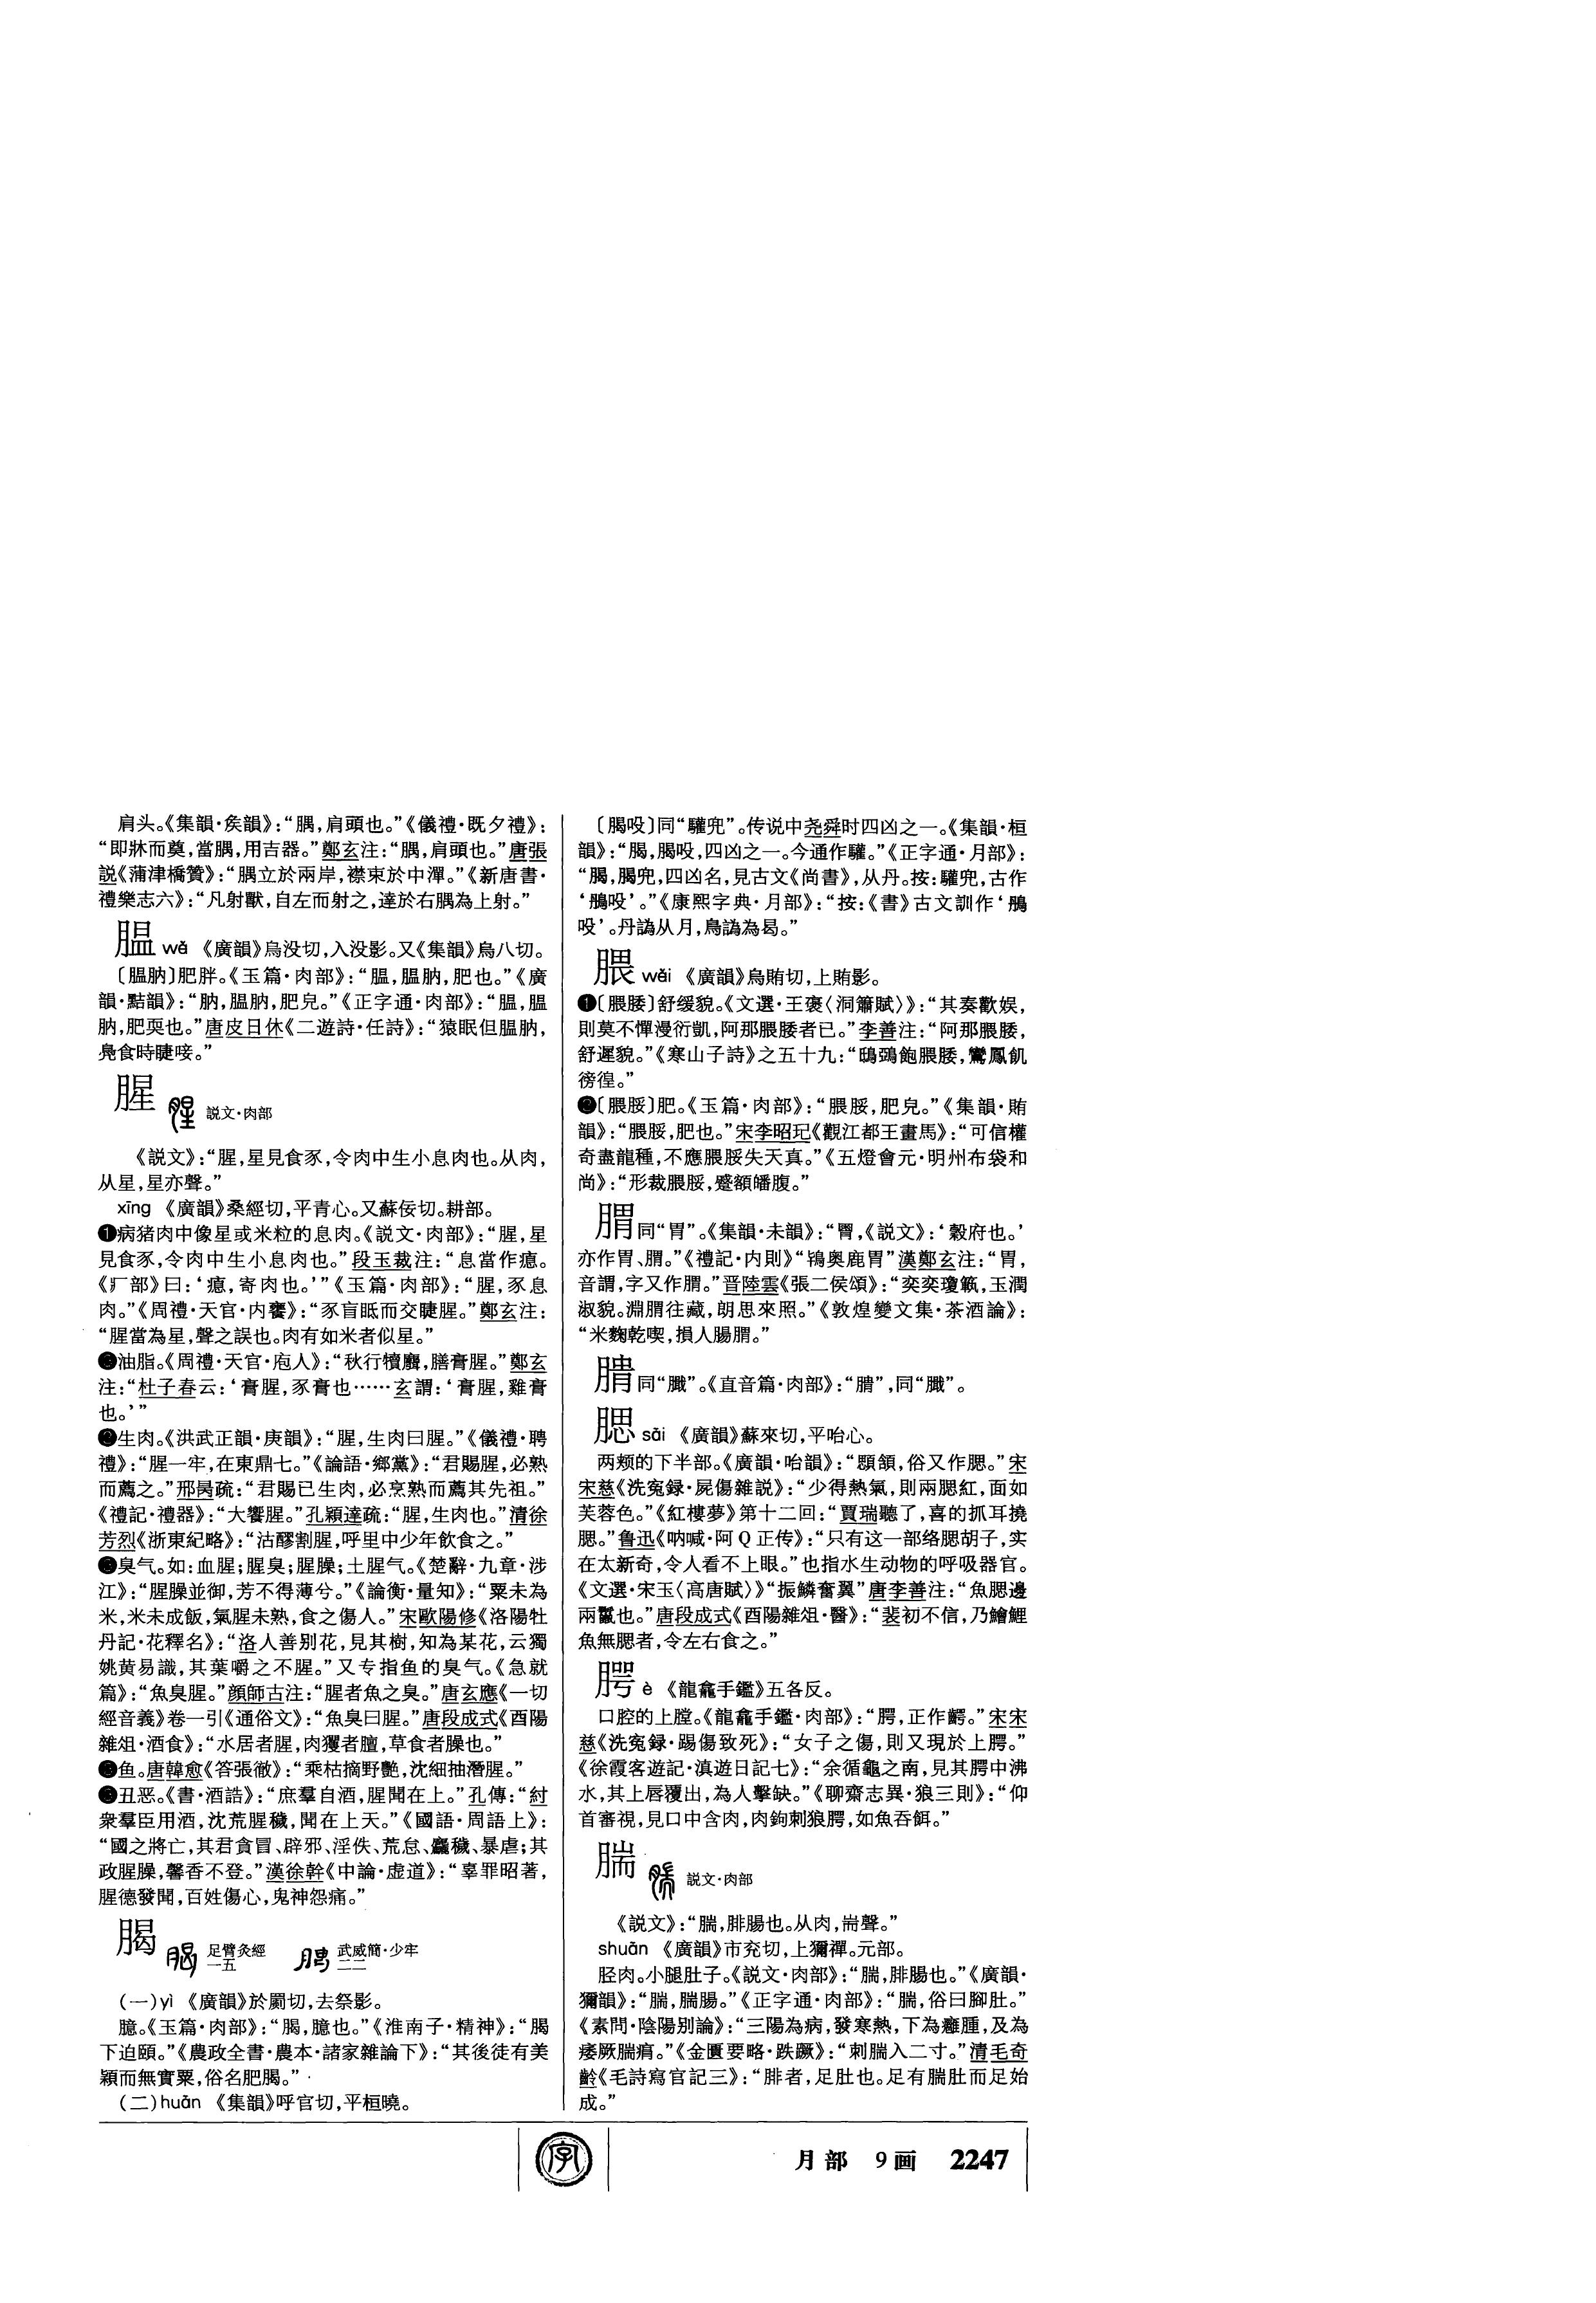 肩头。《集韻·矦韻》：“腢，肩頭也。”《儀禮·既夕禮》：
“即牀而奠，當腢，用吉器。”鄭玄注：“腢，肩頭也。”唐張
説《蒲津橋贊》：“腢立於兩岸，襟束於中潬。”《新唐書·
禮樂志六》：“凡射獸，自左而射之，達於右腢為上射。”
腽 wà 《廣韻》烏没切，入没影。又《集韻》烏八切。
〔腽肭〕肥胖。《玉篇·肉部》：“腽，腽肭，肥也。”《廣
韻·黠韻》：“肭，腽肭，肥皃。”《正字通·肉部》：“腽，腽
肭，肥耎也。”唐皮日休《二遊詩·任詩》：“猿眠但腽肭，
鳧食時䁒唼。”
腥 説文·肉部
《説文》：“腥，星見食豕，令肉中生小息肉也。从肉，
从星，星亦聲。”
xīng 《廣韻》桑經切，平青心。又蘇佞切。耕部。
❶病猪肉中像星或米粒的息肉。《説文·肉部》：“腥，星
見食豕，令肉中生小息肉也。”段玉裁注：“息當作瘜。
《疒部》曰：‘瘜，寄肉也。’”《玉篇·肉部》：“腥，豕息
肉。”《周禮·天官·内饔》：“豕盲眡而交睫腥。”鄭玄注：
“腥當為星，聲之誤也。肉有如米者似星。”
油脂。《周禮·天官·庖人》：“秋行犢麛，膳膏腥。”鄭玄
注：“杜子春云：‘膏腥，豕膏也……玄謂：‘膏腥，雞膏
也。’”
生肉。《洪武正韻·庚韻》：“腥，生肉曰腥。”《儀禮·聘
禮》：“腥一牢，在東鼎七。”《論語·鄉黨》：“君賜腥，必熟
而薦之。”邢昺疏：“君賜已生肉，必烹熟而薦其先祖。”
《禮記·禮器》：“大饗腥。”孔穎達疏：“腥，生肉也。”清徐
芳烈《浙東紀略》：“沽醪割腥，呼里中少年飲食之。”
臭气。如：血腥；腥臭；腥臊；土腥气。《楚辭·九章·涉
江》：“腥臊並御，芳不得薄兮。”《論衡·量知》：“粟未為
米，米未成飯，氣腥未熟，食之傷人。”宋歐陽修《洛陽牡
丹記·花釋名》：“洛人善别花，見其樹，知為某花，云獨
姚黄易識，其葉嚼之不腥。”又专指鱼的臭气。《急就
篇》：“魚臭腥。”顔師古注：“腥者魚之臭。”唐玄應《一切
經音義》卷一引《通俗文》：“魚臭曰腥。”唐段成式《酉陽
雜俎·酒食》：“水居者腥，肉玃者膻，草食者臊也。”
鱼。唐韓愈《答張徹》：“乘枯摘野艷，沈細抽潛腥。”
丑恶。《書·酒誥》：“庶羣自酒，腥聞在上。”孔傳：“紂
衆羣臣用酒，沈荒腥穢，聞在上天。”《國語·周語上》：
“國之將亡，其君貪冒、辟邪、淫佚、荒怠、麤穢、暴虐；其
政腥臊，馨香不登。”漢徐幹《中論·虚道》：“辜罪昭著，
腥德發聞，百姓傷心，鬼神怨痛。”
腸 足臂灸經 一五 武威簡·少牢 二二
(一)yì 《廣韻》於罽切，去祭影。
臆。《玉篇·肉部》：“䐿，臆也。”《淮南子·精神》：“䐿
下迫頤。”《農政全書·農本·諸家雜論下》：“其後徒有美
穎而無實粟，俗名肥䐿。”
(二)huān 《集韻》呼官切，平桓曉。
〔䐿吺〕同“驩兜”。传说中尧舜时四凶之一。《集韻·桓
韻》：“䐿，䐿吺，四凶之一。今通作驩。”《正字通·月部》：
“䐿，䐿兜，四凶名，見古文《尚書》，从丹。按：驩兜，古作
‘鴅吺’。”《康熙字典·月部》：“按：《書》古文訓作‘鴅
吺’。丹譌从月，鳥譌為曷。”
腲 wěi 《廣韻》烏賄切，上賄影。
❶〔腲腇〕舒缓貌。《文選·王褒〈洞簫賦〉》：“其奏歡娱，
則莫不憚漫衍凱，阿那腲腇者已。”李善注：“阿那腲腇，
舒遲貌。”《寒山子詩》之五十九：“鴟鵶飽腲腇，鸞鳳飢
徬徨。”
❷〔腲脮〕肥。《玉篇·肉部》：“腲脮，肥皃。”《集韻·賄
韻》：“腲脮，肥也。”宋李昭玘《觀江都王畫馬》：“可信權
奇盡龍種，不應腲脮失天真。”《五燈會元·明州布袋和
尚》：“形裁腲脮，蹙額皤腹。”
䐜同“胃”。《集韻·未韻》：“𦞅，《説文》：‘穀府也。’
亦作胃、䐜。”《禮記·内則》“鴇奥鹿胃”漢鄭玄注：“胃，
音謂，字又作䐜。”晋陸雲《張二侯頌》：“奕奕瓊範，玉潤
淑貌。淵䐜往藏，朗思來照。”《敦煌變文集·茶酒論》：
“米麴乾喫，損人腸䐜。”
同“膱”。《直音篇·肉部》：“”，同“膱”。
腮 sāi 《廣韻》蘇來切，平咍心。
两颊的下半部。《廣韻·咍韻》：“顋頷，俗又作腮。”宋
宋慈《洗寃録·屍傷雜説》：“少得熱氣，則兩腮紅，面如
芙蓉色。”《紅樓夢》第十二回：“賈瑞聽了，喜的抓耳撓
腮。”鲁迅《呐喊·阿Q正传》：“只有这一部络腮胡子，实
在太新奇，令人看不上眼。”也指水生动物的呼吸器官。
《文選·宋玉〈高唐賦〉》“振鱗奮翼”唐李善注：“魚腮邊
兩鬣也。”唐段成式《酉陽雜俎·醫》：“裴初不信，乃鱠鯉
魚無腮者，令左右食之。”
腭 è 《龍龕手鑑》五各反。
口腔的上膛。《龍龕手鑑·肉部》：“腭，正作齶。”宋宋
慈《洗寃録·踢傷致死》：“女子之傷，則又現於上腭。”
《徐霞客遊記·滇遊日記七》：“余循龜之南，見其腭中沸
水，其上唇覆出，為人擊缺。”《聊齋志異·狼三則》：“仰
首審視，見口中含肉，肉鉤刺狼腭，如魚吞餌。”
腨 説文·肉部
《説文》：“腨，腓腸也。从肉，耑聲。”
shuàn 《廣韻》市兖切，上獮禪。元部。
胫肉。小腿肚子。《説文·肉部》：“腨，腓腸也。”《廣韻·
獮韻》：“腨，腨腸。”《正字通·肉部》：“腨，俗曰腳肚。”
《素問·陰陽别論》：“三陽為病，發寒熱，下為癰腫，及為
痿厥腨㾓。”《金匱要略·趺蹶》：“刺腨入二寸。”清毛奇
齡《毛詩寫官記三》：“腓者，足肚也。足有腨肚而足始
成。”
字
月部 9画 2247